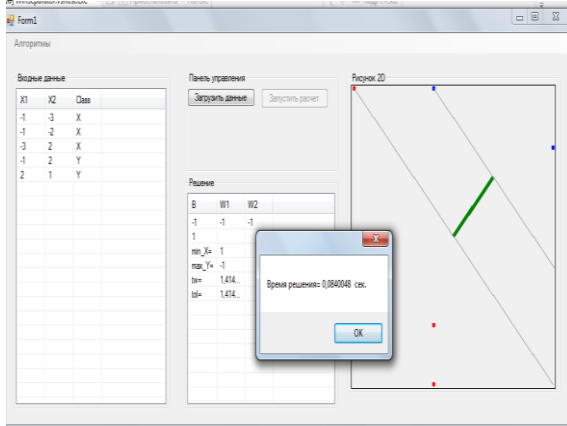 Form1
Алгоритмы
Входные данные
X1 X2 Class
-1 -3 X
-1 -2 X
-3 2 X
-1 2 Y
2 1 Y
Панель управления
Загрузить данные
Запустить расчет
Решение
B W1 W2
-1 -1 -1
1
min_X= 1
max_Y= -1
tw= 1,414...
tol= 1,414...
Рисунок 2D
Время решения= 0,0840048 сек.
OK